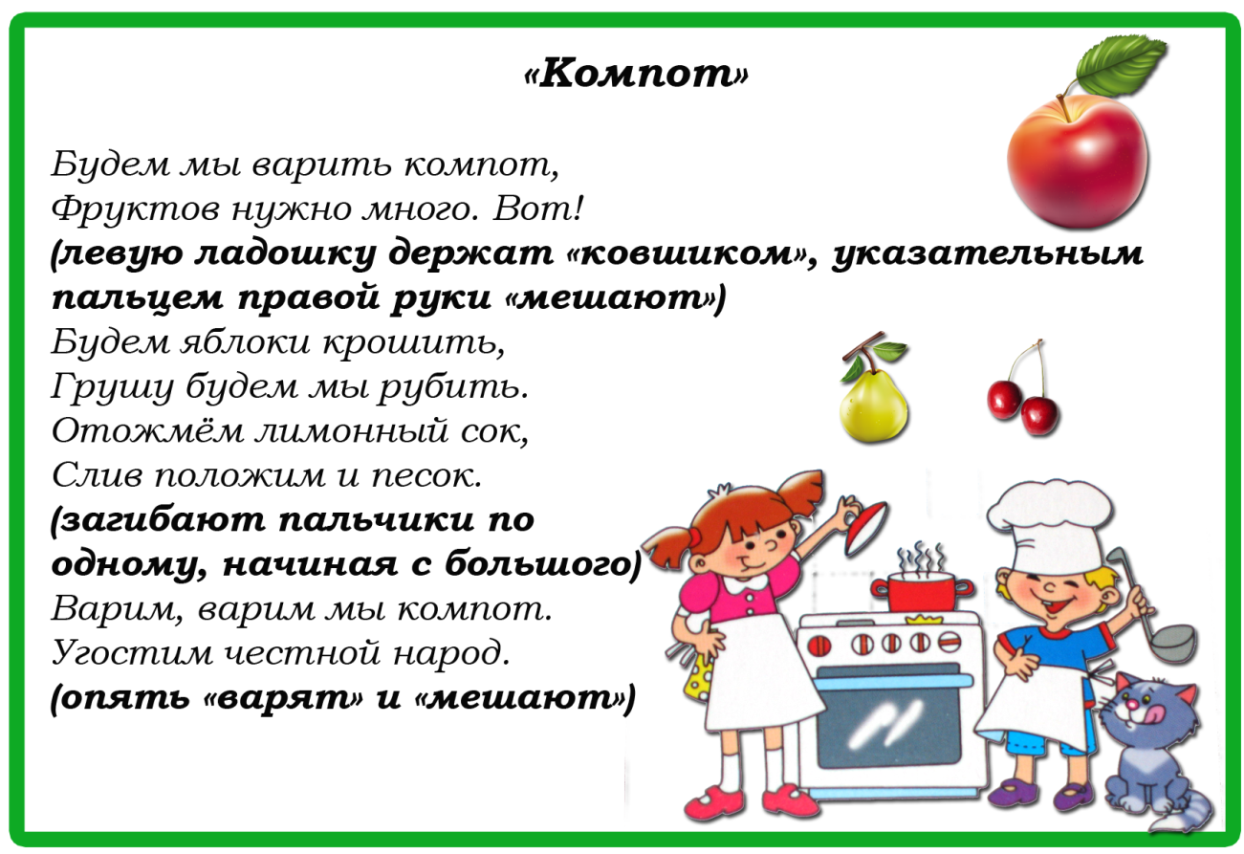 «Компот»
Будем мы варить компот,
Фруктов нужно много. Вот!
(левую ладошку держат «ковшиком», указательным
пальцем правой руки «мешают»)
Будем яблоки крошить,
Грушу будем мы рубить.
Отожмём лимонный сок,
Слив положим и песок.
(загибают пальчики по
одному, начиная с большого)
Варим, варим мы компот.
Угостим честной народ.
(опять «варят» и «мешают»)